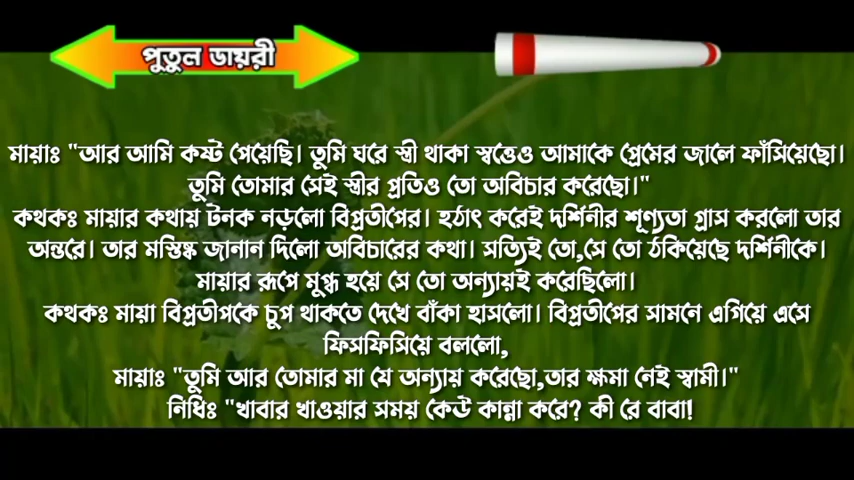 পুতুল ডায়রী
মায়াঃ "আর আমি কষ্ট পেয়েছি। তুমি ঘরে স্ত্রী থাকা স্বত্তেও আমাকে প্রেমের জালে ফাঁসিয়েছো।
তুমি তোমার সেই স্ত্রীর প্রতিও তো অবিচার করেছো।"
কথকঃ মায়ার কথায় টনক নড়লো বিপ্রতীপের। হঠাৎ করেই দর্শিনীর শূণ্যতা গ্রাস করলো তার
অন্তরে। তার মস্তিষ্ক জানান দিলো অবিচারের কথা। সত্যিই তো,সে তো ঠকিয়েছে দর্শিনীকে।
মায়ার রূপে মুগ্ধ হয়ে সে তো অন্যায়ই করেছিলো।
কথকঃ মায়া বিপ্রতীপকে চুপ থাকতে দেখে বাঁকা হাসলো। বিপ্রতীপের সামনে এগিয়ে এসে
ফিসফিসিয়ে বললো,
মায়াঃ "তুমি আর তোমার মা যে অন্যায় করেছো,তার ক্ষমা নেই স্বামী।"
নিধিঃ "খাবার খাওয়ার সময় কেউ কান্না করে? কী রে বাবা!